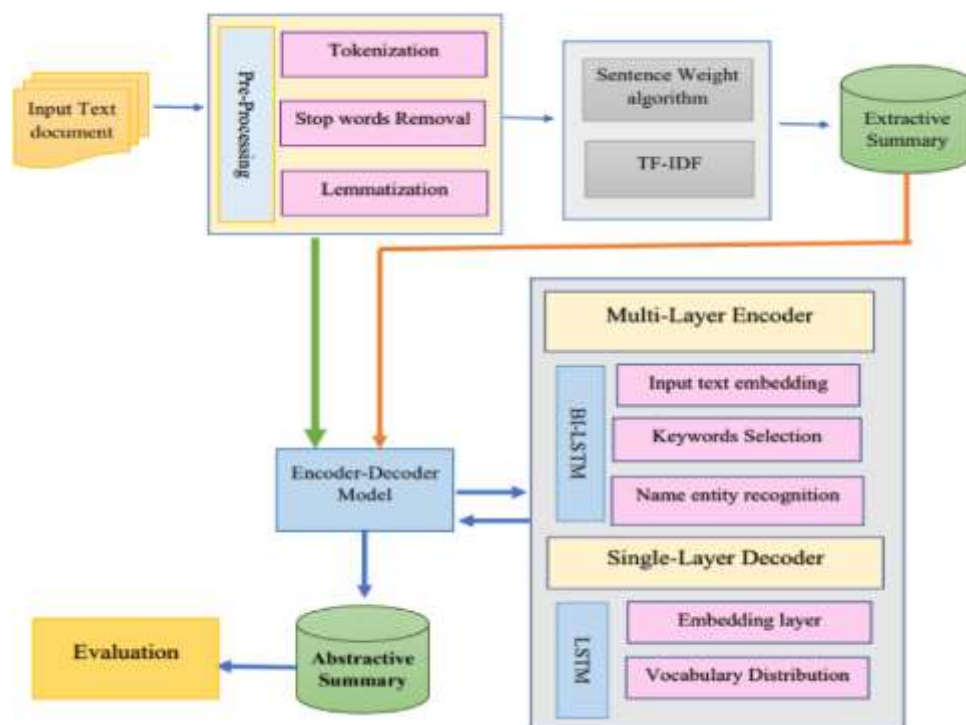 Input Text
document
Pre-Processing
Tokenization
Stop words Removal
Lemmatization
Sentence Weight
algorithm
TF-IDF
Extractive
Summary
Multi-Layer Encoder
BI-LSTM
Input text embedding
Keywords Selection
Name entity recognition
Encoder-Decoder
Model
Single-Layer Decoder
LSTM
Embedding layer
Vocabulary Distribution
Abstractive
Summary
Evaluation